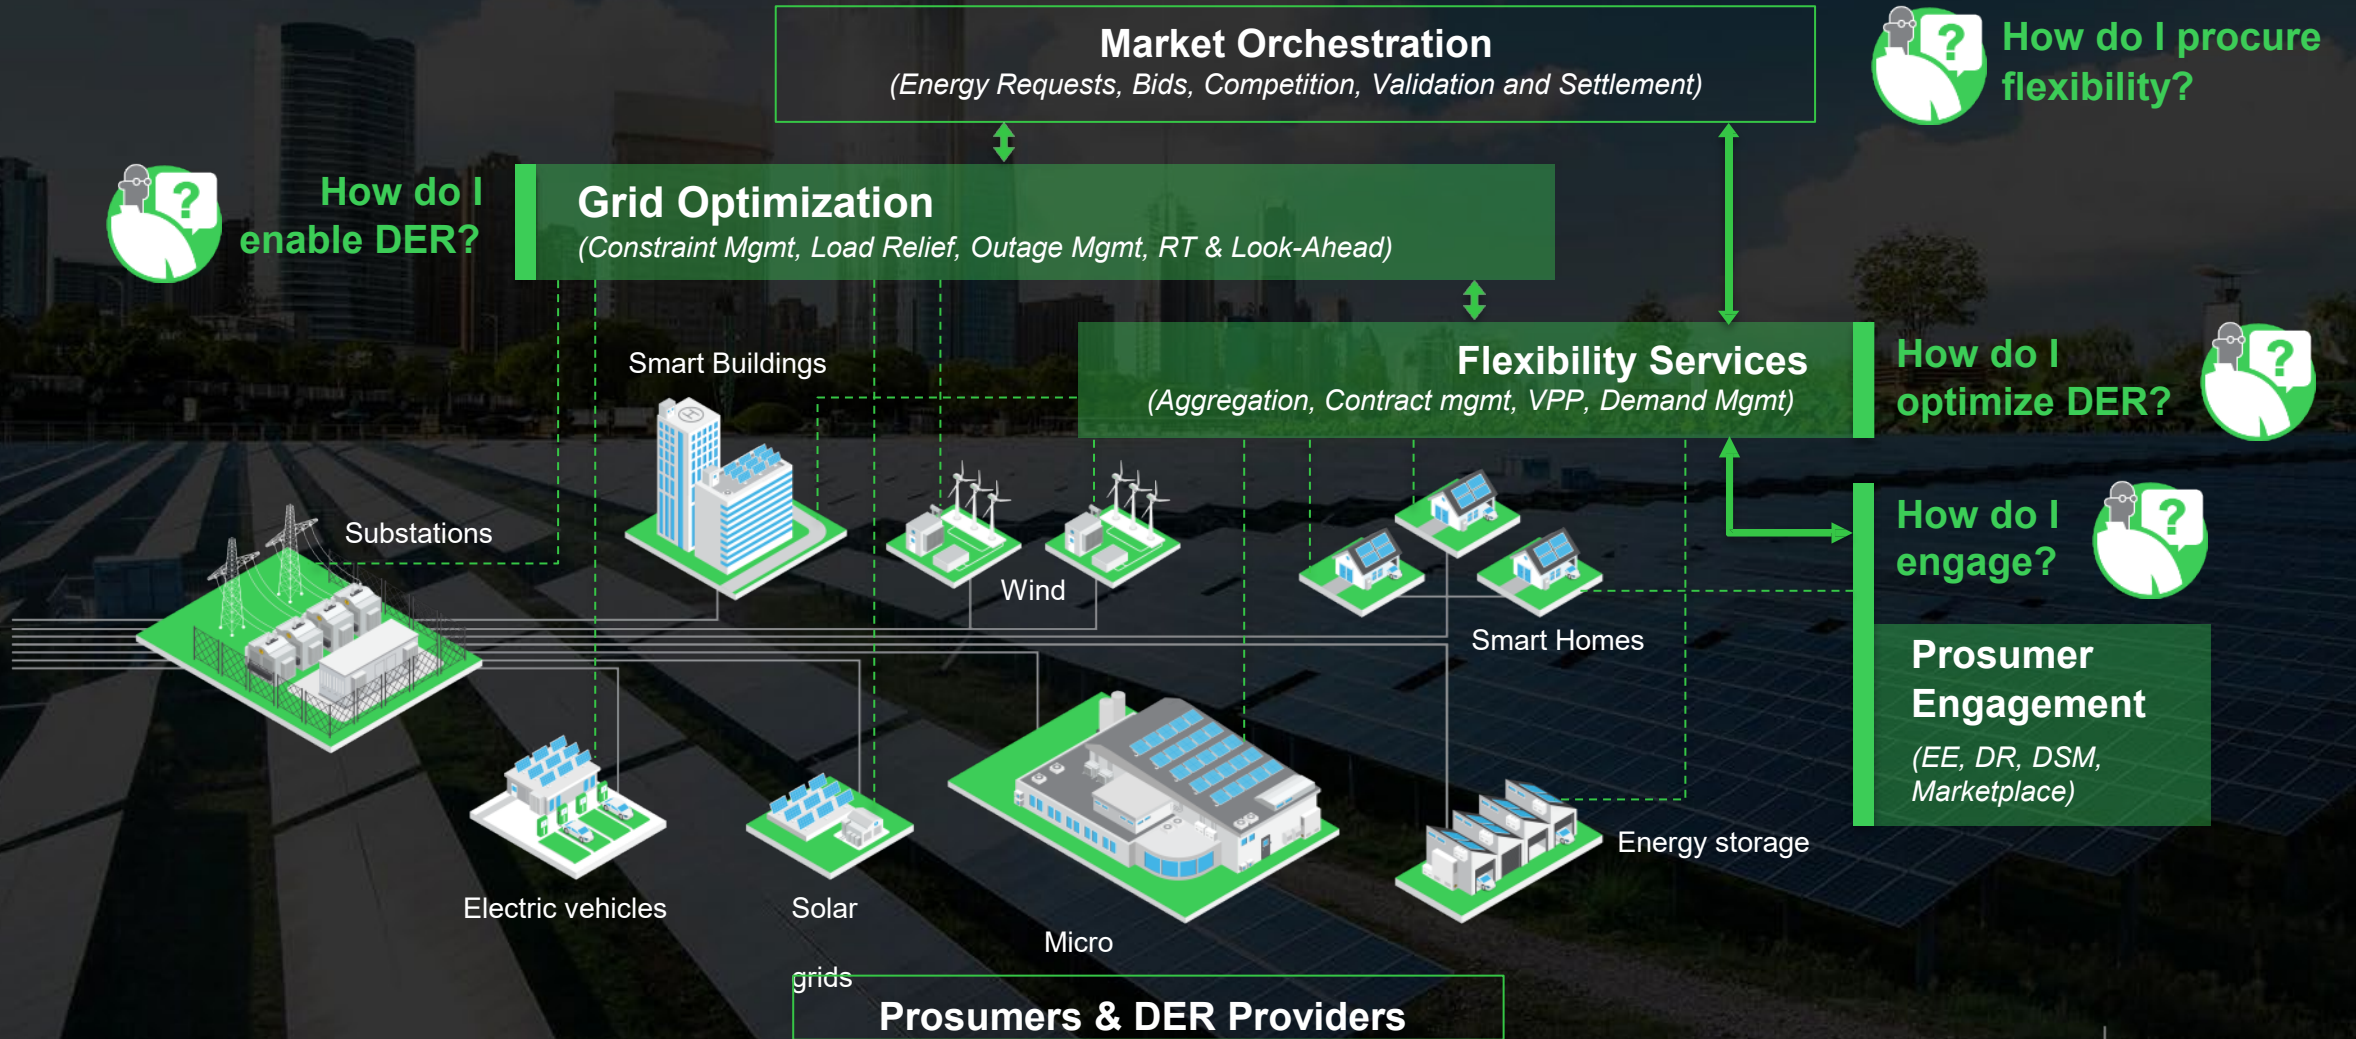 Market Orchestration
(Energy Requests, Bids, Competition, Validation and Settlement)
?
How do I procure
flexibility?
?
How do I
enable DER?
Grid Optimization
(Constraint Mgmt, Load Relief, Outage Mgmt, RT & Look-Ahead)
Smart Buildings
Flexibility Services
(Aggregation, Contract mgmt, VPP, Demand Mgmt)
How do I
optimize DER?
?
Substations
Wind
Smart Homes
How do I
engage?
?
Prosumer
Engagement
(EE, DR, DSM,
Marketplace)
Energy storage
Electric vehicles
Solar
Micro
grids
Prosumers & DER Providers